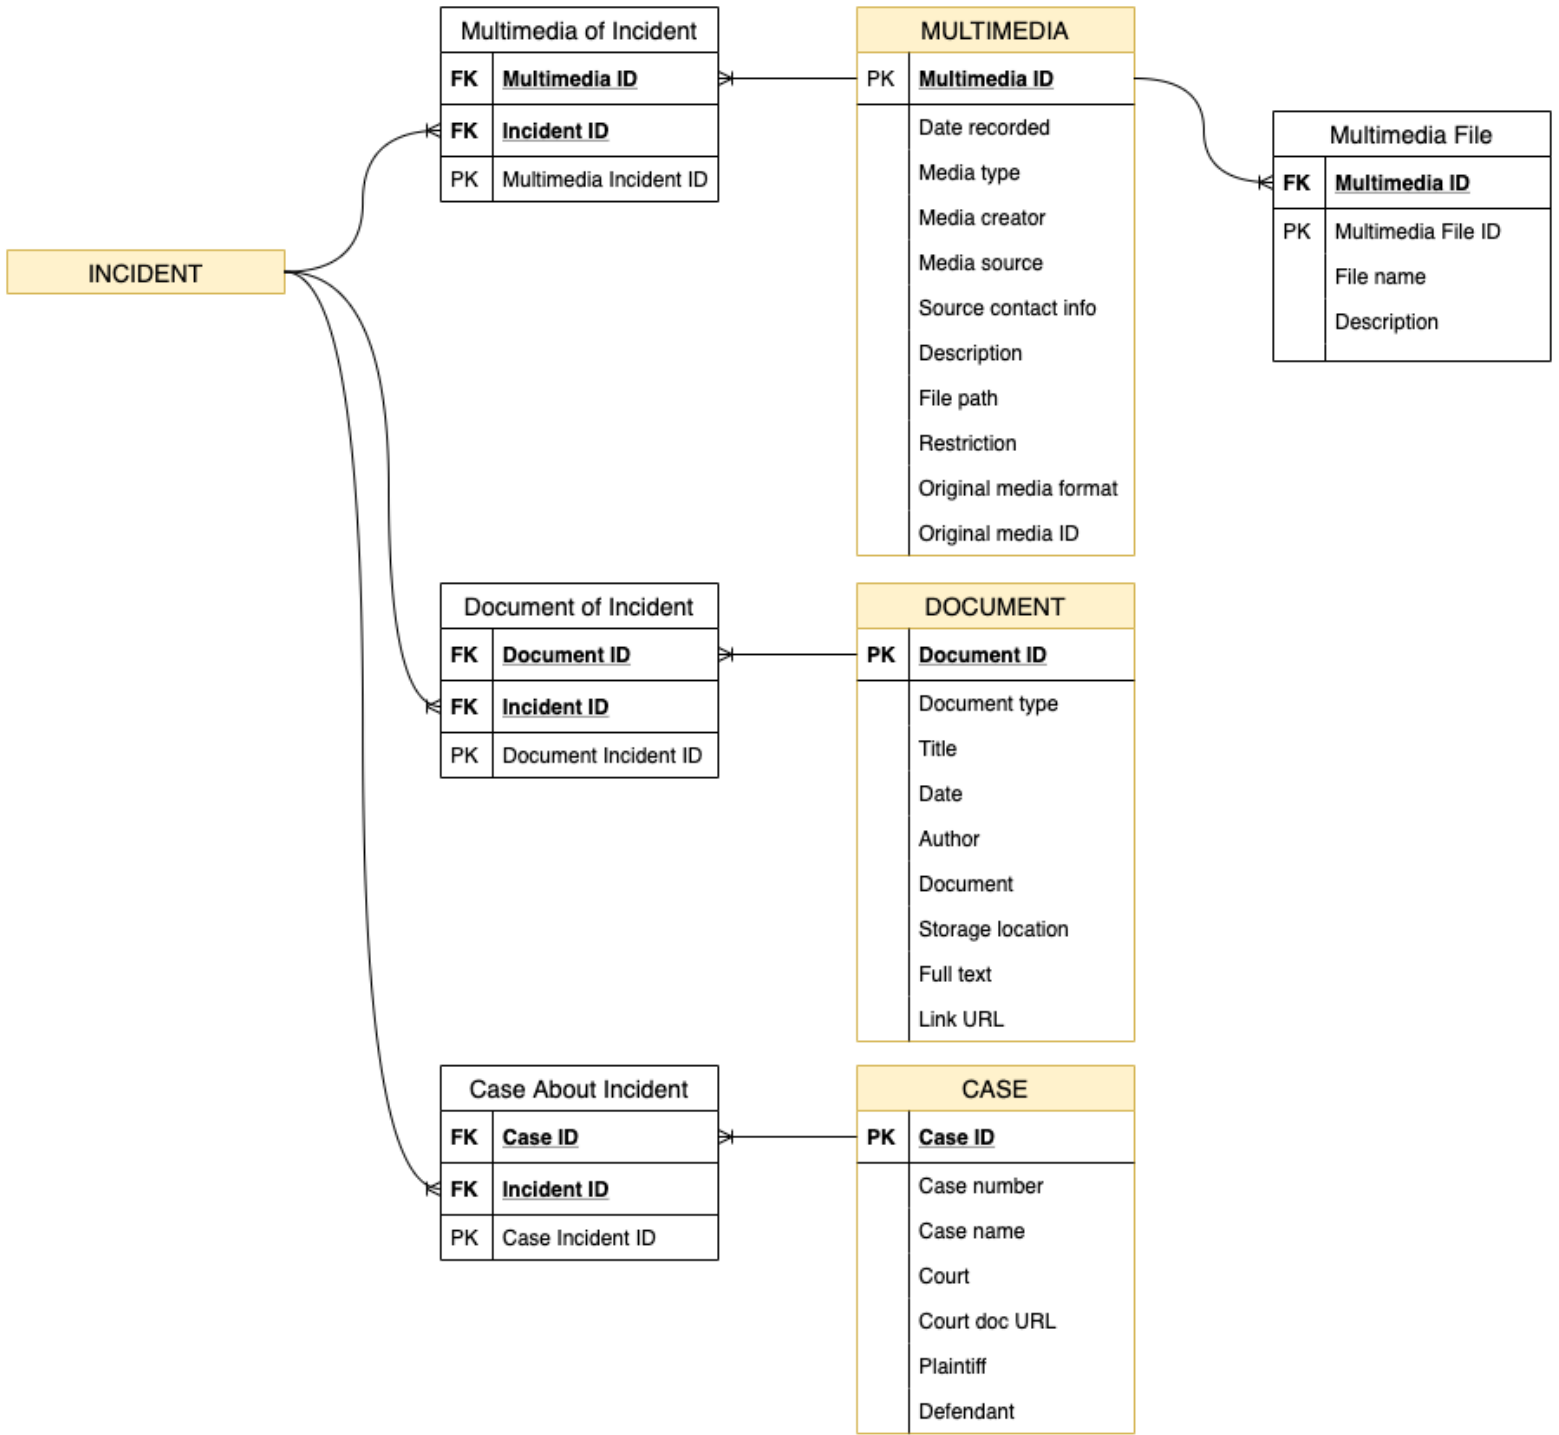 INCIDENT
Multimedia of Incident
FK Multimedia ID
FK Incident ID
PK Multimedia Incident ID
MULTIMEDIA
PK Multimedia ID
Date recorded
Media type
Media creator
Media source
Source contact info
Description
File path
Restriction
Original media format
Original media ID
Multimedia File
FK Multimedia ID
PK Multimedia File ID
File name
Description
Document of Incident
FK Document ID
FK Incident ID
PK Document Incident ID
DOCUMENT
PK Document ID
Document type
Title
Date
Author
Document
Storage location
Full text
Link URL
Case About Incident
FK Case ID
FK Incident ID
PK Case Incident ID
CASE
PK Case ID
Case number
Case name
Court
Court doc URL
Plaintiff
Defendant